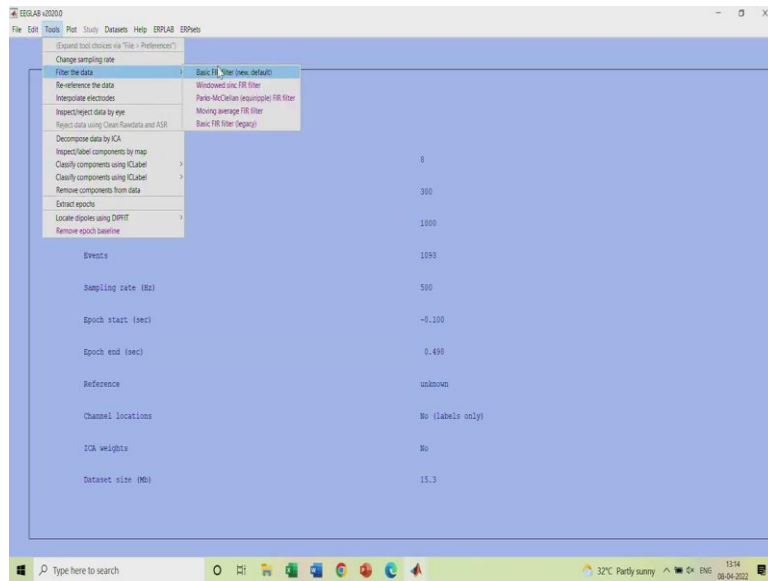 EEGLAB v2020.0
File Edit Tools Plot Study Datasets Help ERPLAB ERPsets
(Expand tool choices via "File > Preferences")
Change sampling rate
Filter the data
Basic FIR filter (new, default)
Re-reference the data
Windowed sinc FIR filter
Interpolate electrodes
Parks-McClellan (equiripple) FIR filter
Inspect/reject data by eye
Moving average FIR filter
Reject data using Clean Rawdata and ASR
Basic FIR filter (legacy)
Decompose data by ICA
Inspect/label components by map
Classify components using ICLabel
8
Classify components using ICLabel
Remove components from data
300
Extract epochs
Locate dipoles using DIPFIT
1000
Remove epoch baseline
Events 1093
Sampling rate (Hz) 500
Epoch start (sec) -0.100
Epoch end (sec) 0.498
Reference unknown
Channel locations No (labels only)
ICA weights No
Dataset size (Mb) 15.3
Type here to search
32°C Partly sunny ENG 13:14
08-04-2022